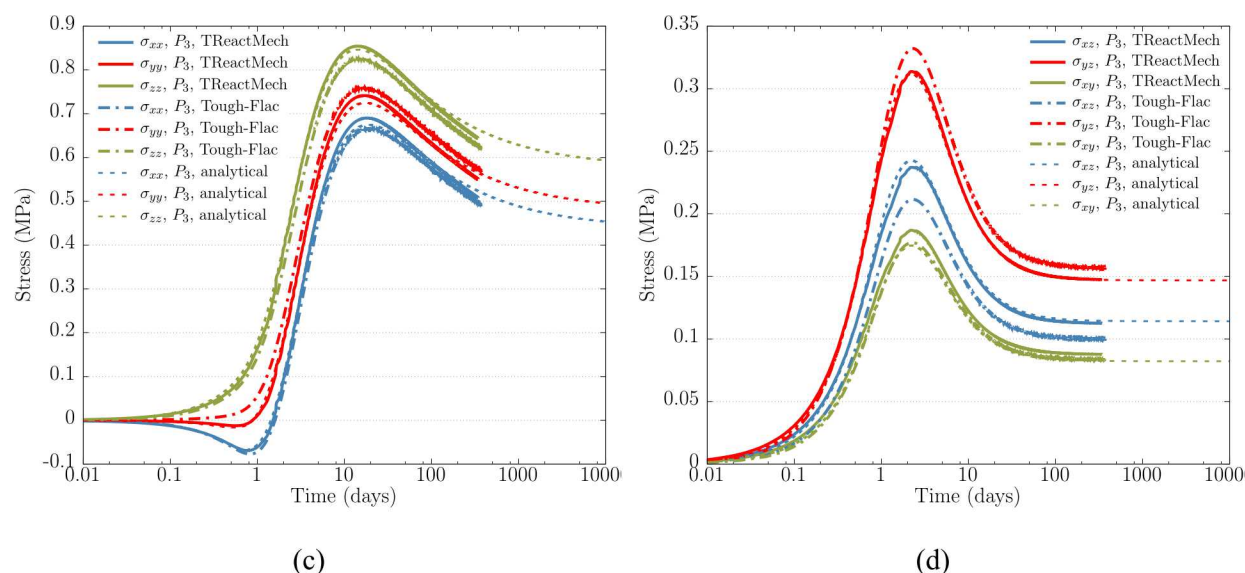 0.9
0.8
0.7
0.6
0.5
0.4
0.3
0.2
0.1
0
-0.1
Stress (MPa)
σxx, P3, TReactMech
σyy, P3, TReactMech
σzz, P3, TReactMech
σxx, P3, Tough-Flac
σyy, P3, Tough-Flac
σzz, P3, Tough-Flac
σxx, P3, analytical
σyy, P3, analytical
σzz, P3, analytical
0.01 0.1 1 10 100 1000 1000
Time (days)
(c)
0.35
0.3
0.25
0.2
0.15
0.1
0.05
0
Stress (MPa)
σxz, P3, TReactMech
σyz, P3, TReactMech
σxy, P3, TReactMech
σxz, P3, Tough-Flac
σyz, P3, Tough-Flac
σxy, P3, Tough-Flac
σxz, P3, analytical
σyz, P3, analytical
σxy, P3, analytical
0.01 0.1 1 10 100 1000 1000
Time (days)
(d)